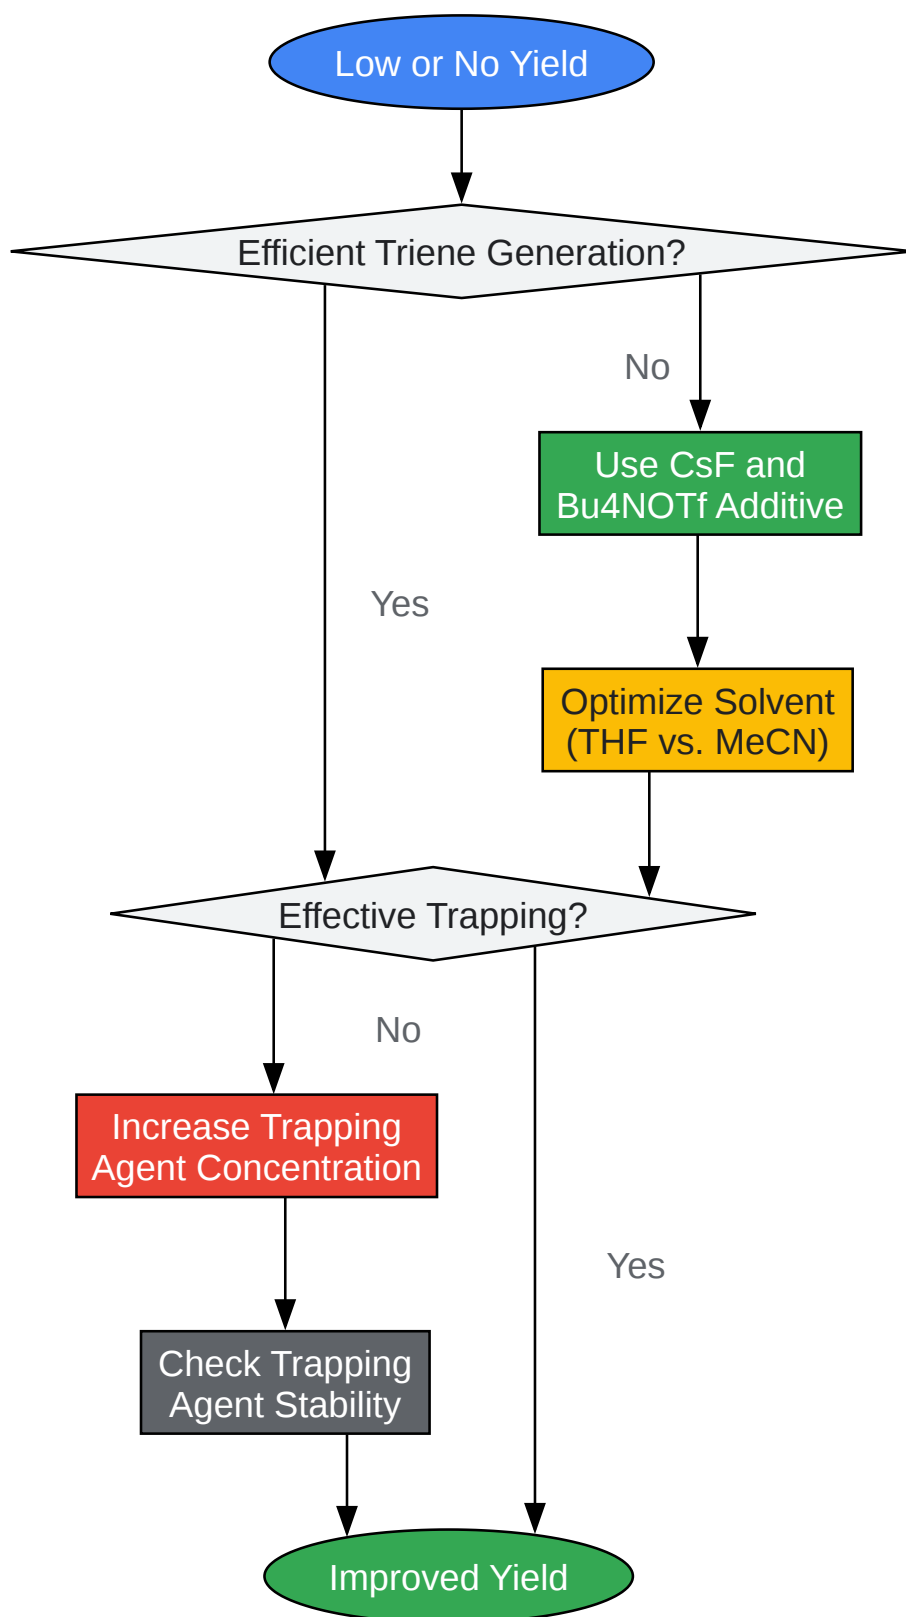 Low or No Yield
Efficient Triene Generation?
No
Use CsF and
Bu4NOTf Additive
Yes
Optimize Solvent
(THF vs. MeCN)
Effective Trapping?
No
Increase Trapping
Agent Concentration
Yes
Check Trapping
Agent Stability
Improved Yield